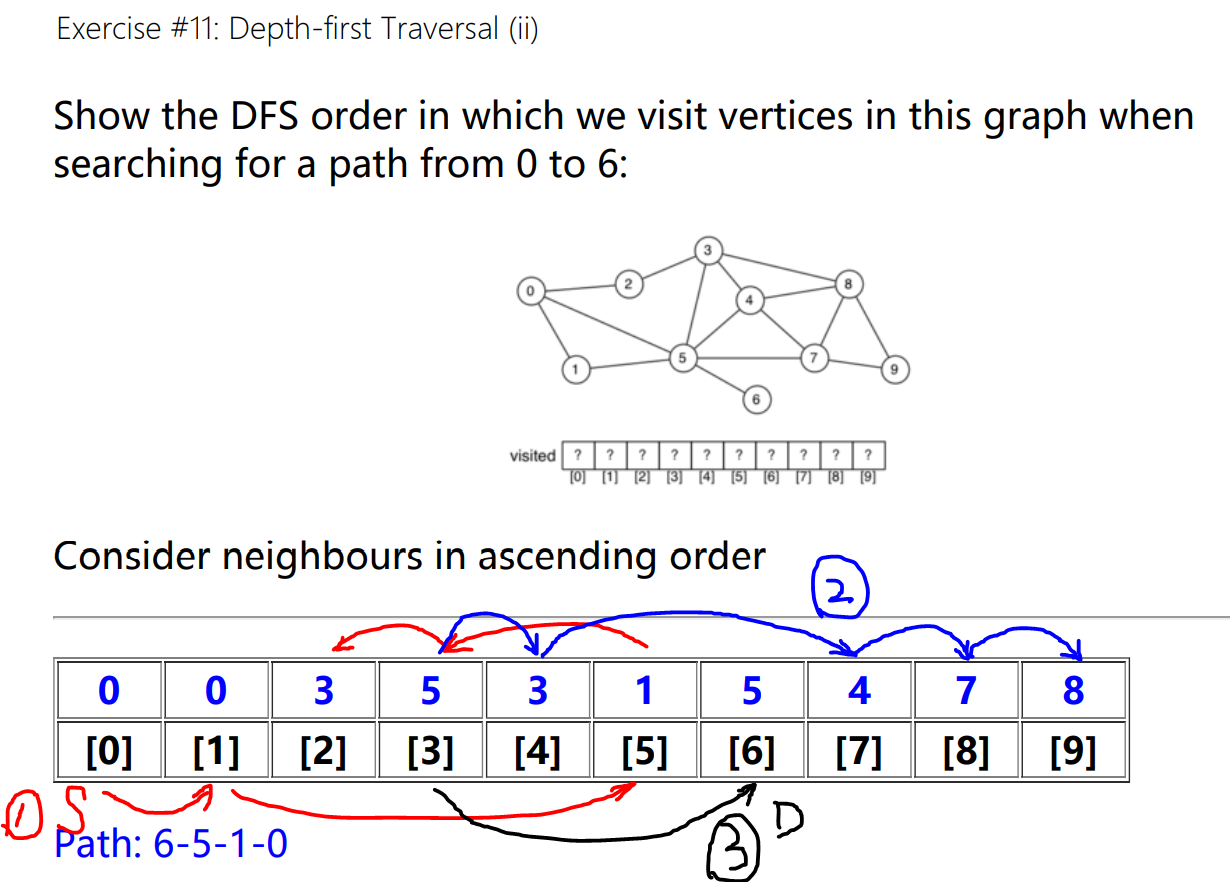 Exercise #11: Depth-first Traversal (ii)
Show the DFS order in which we visit vertices in this graph when
searching for a path from 0 to 6:
3
2
8
0
4
5
7
1
9
6
visited ? ? ? ? ? ? ? ? ? ?
[0] [1] [2] [3] [4] [5] [6] [7] [8] [9]
Consider neighbours in ascending order
2
0 0 3 5 3 1 5 4 7 8
[0] [1] [2] [3] [4] [5] [6] [7] [8] [9]
1 S
D
3
Path: 6-5-1-0